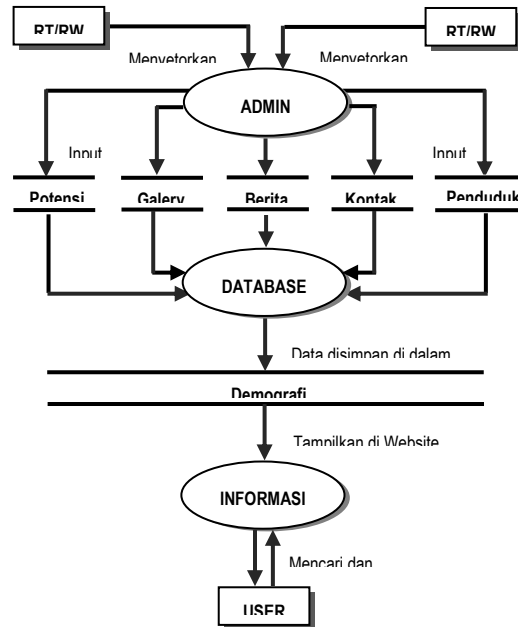 RT/RW
RT/RW
Menyetorkan
Menyetorkan
ADMIN
Input
Input
Potensi
Galery
Berita
Kontak
Penduduk
DATABASE
Data disimpan di dalam
Demografi
Tampilkan di Website
INFORMASI
Mencari dan
USER